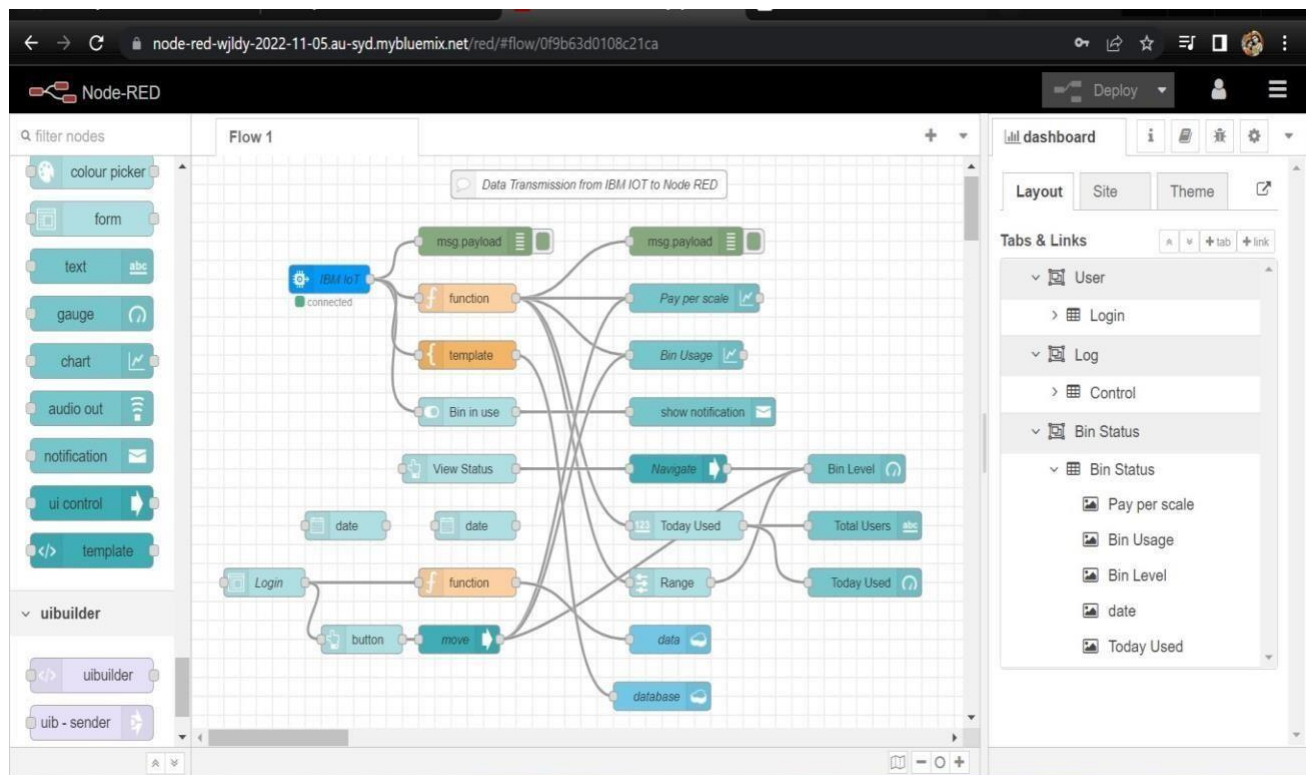 node-red-wjldy-2022-11-05.au-syd.mybluemix.net/red/#flow/0f9b63d0108c21ca
Node-RED
Deploy
filter nodes
colour picker
form
text
abc
gauge
chart
audio out
notification
ui control
</> template
uibuilder
</> uibuilder
uib - sender
Flow 1
Data Transmission from IBM IOT to Node RED
msg.payload
msg.payload
IBM IoT
connected
function
Pay per scale
template
Bin Usage
Bin in use
show notification
View Status
Navigate
Bin Level
date
date
123 Today Used
Total Users abc
Login
function
Range
Today Used
button
move
data
database
dashboard
i
Layout
Site
Theme
Tabs & Links
+ tab
+ link
User
Login
Log
Control
Bin Status
Bin Status
Pay per scale
Bin Usage
Bin Level
date
Today Used